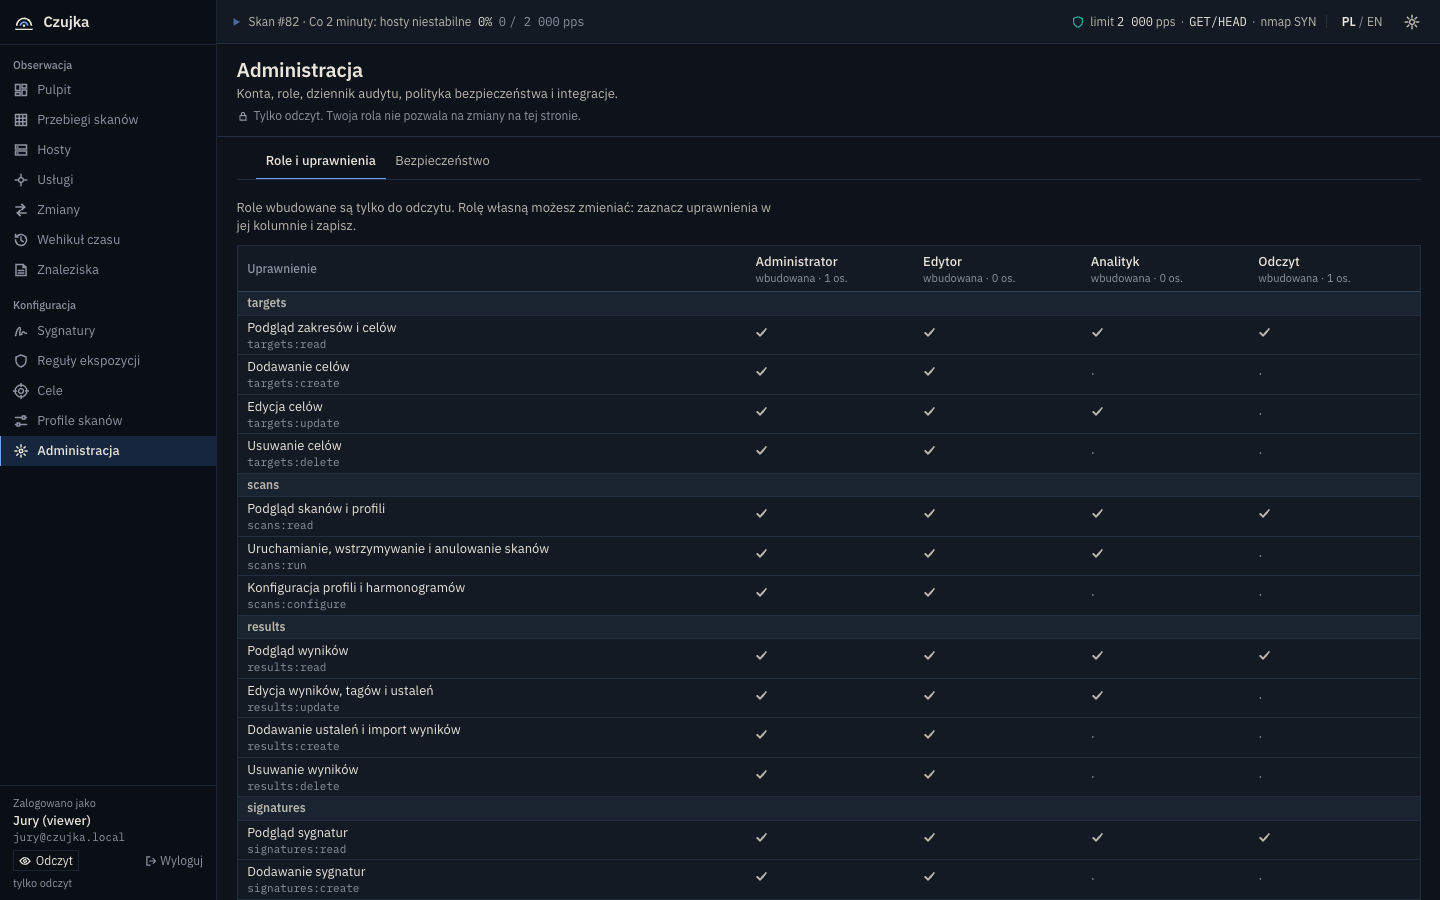 Czujka
Skan #82 · Co 2 minuty: hosty niestabilne 0% 0 / 2 000 pps
limit 2 000 pps · GET/HEAD · nmap SYN
PL / EN
Obserwacja
Pulpit
Przebiegi skanów
Hosty
Usługi
Zmiany
Wehikuł czasu
Znaleziska
Konfiguracja
Sygnatury
Reguły ekspozycji
Cele
Profile skanów
Administracja
Zalogowano jako
Jury (viewer)
jury@czujka.local
Odczyt
Wyloguj
tylko odczyt
Administracja
Konta, role, dziennik audytu, polityka bezpieczeństwa i integracje.
Tylko odczyt. Twoja rola nie pozwala na zmiany na tej stronie.
Role i uprawnienia
Bezpieczeństwo
Role wbudowane są tylko do odczytu. Rolę własną możesz zmieniać: zaznacz uprawnienia w
jej kolumnie i zapisz.
Uprawnienie
Administrator
wbudowana · 1 os.
Edytor
wbudowana · 0 os.
Analityk
wbudowana · 0 os.
Odczyt
wbudowana · 1 os.
targets
Podgląd zakresów i celów
targets:read
Dodawanie celów
targets:create
Edycja celów
targets:update
Usuwanie celów
targets:delete
scans
Podgląd skanów i profili
scans:read
Uruchamianie, wstrzymywanie i anulowanie skanów
scans:run
Konfiguracja profili i harmonogramów
scans:configure
results
Podgląd wyników
results:read
Edycja wyników, tagów i ustaleń
results:update
Dodawanie ustaleń i import wyników
results:create
Usuwanie wyników
results:delete
signatures
Podgląd sygnatur
signatures:read
Dodawanie sygnatur
signatures:create